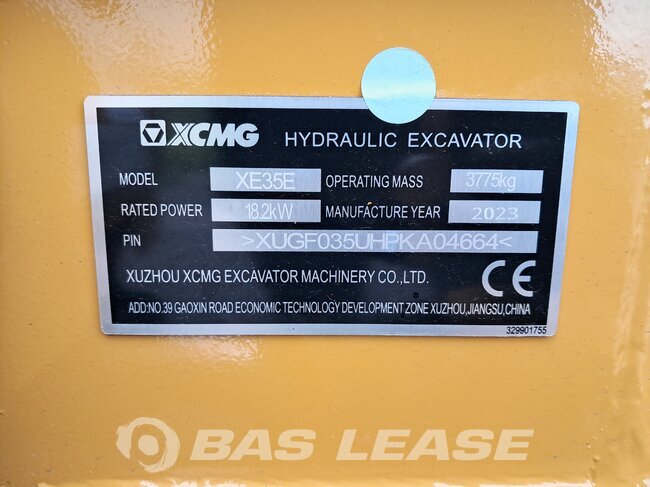 XCMG HYDRAULIC EXCAVATOR
MODEL XE35E OPERATING MASS 3775kg
RATED POWER 18.2kW MANUFACTURE YEAR 2023
PIN >XUGF035UHPKA04664<
XUZHOU XCMG EXCAVATOR MACHINERY CO.,LTD. CE
ADD:NO.39 GAOXIN ROAD ECONOMIC TECHNOLOGY DEVELOPMENT ZONE XUZHOU,JIANGSU,CHINA
329901755
BAS LEASE